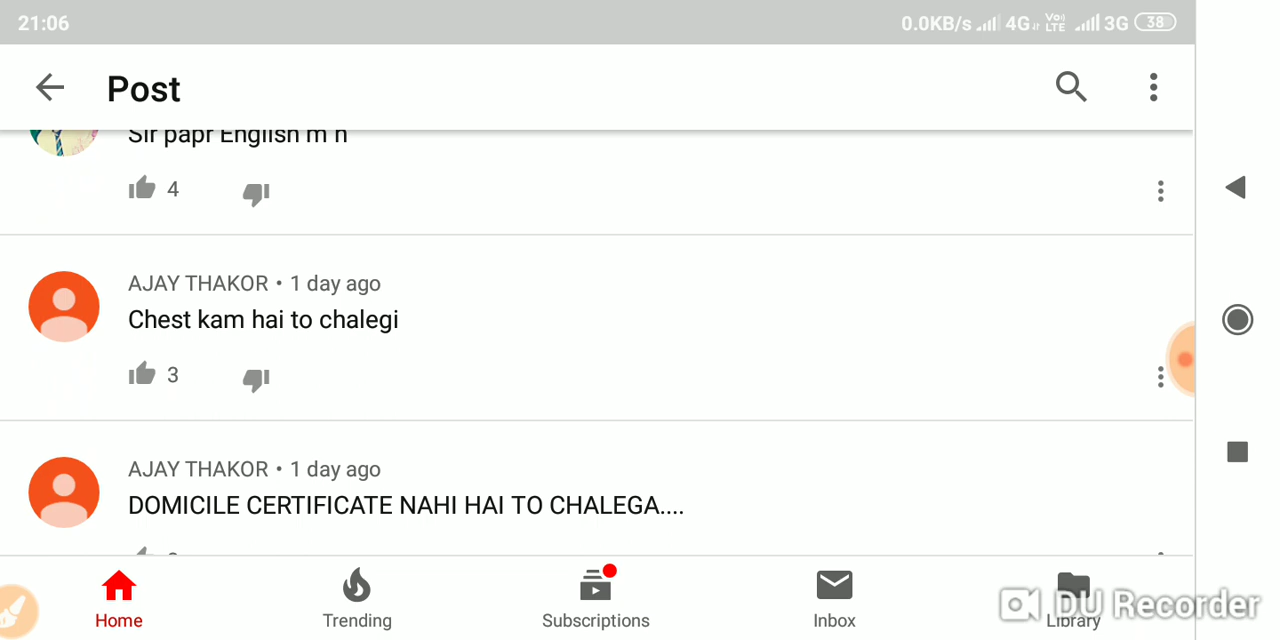 21:06
0.0KB/s 4G Vo) LTE 3G 38
Post
Sir papr English m h
4
AJAY THAKOR • 1 day ago
Chest kam hai to chalegi
3
AJAY THAKOR • 1 day ago
DOMICILE CERTIFICATE NAHI HAI TO CHALEGA....
Home
Trending
Subscriptions
Inbox
Library
DU Recorder